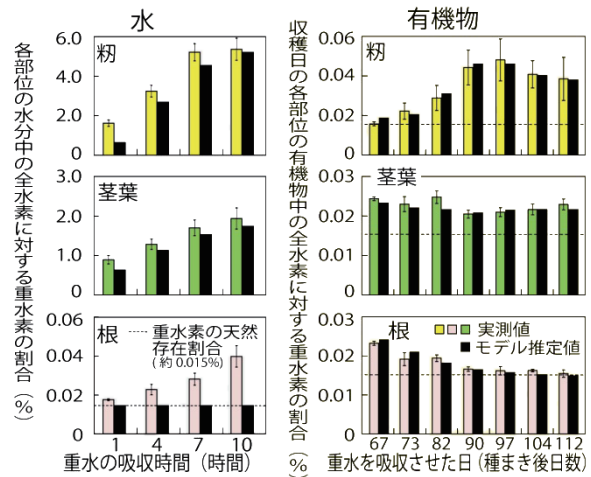 水
各部位の水分中の全水素に対する重水素の割合（%）
籾
6.0
4.0
2.0
0
茎葉
3.0
2.0
1.0
0
根
0.06
0.04
0.02
0
重水素の天然
存在割合
(約 0.015%)
1 4 7 10
重水の吸収時間（時間）
有機物
収穫日の各部位の有機物中の全水素に対する重水素の割合（%）
籾
0.06
0.04
0.02
0
茎葉
0.03
0.02
0.01
0
根
0.03
0.02
0.01
0
実測値
モデル推定値
67 73 82 90 97 104 112
重水を吸収させた日（種まき後日数）